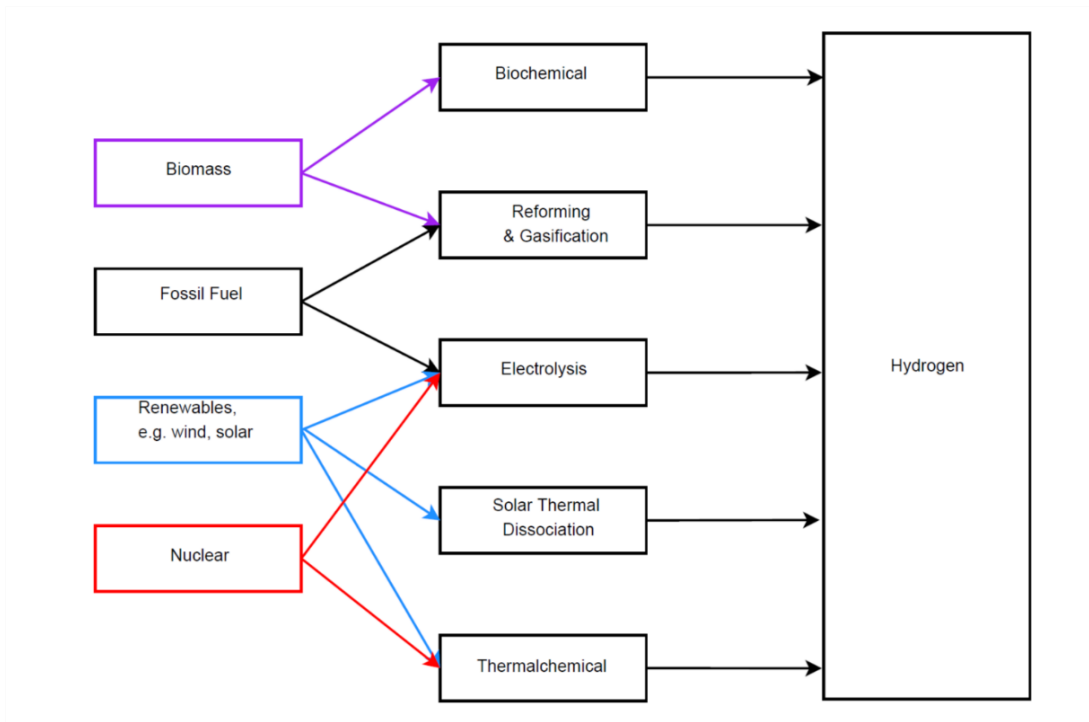 Biomass
Fossil Fuel
Renewables,
e.g. wind, solar
Nuclear
Biochemical
Reforming
& Gasification
Electrolysis
Solar Thermal
Dissociation
Thermalchemical
Hydrogen